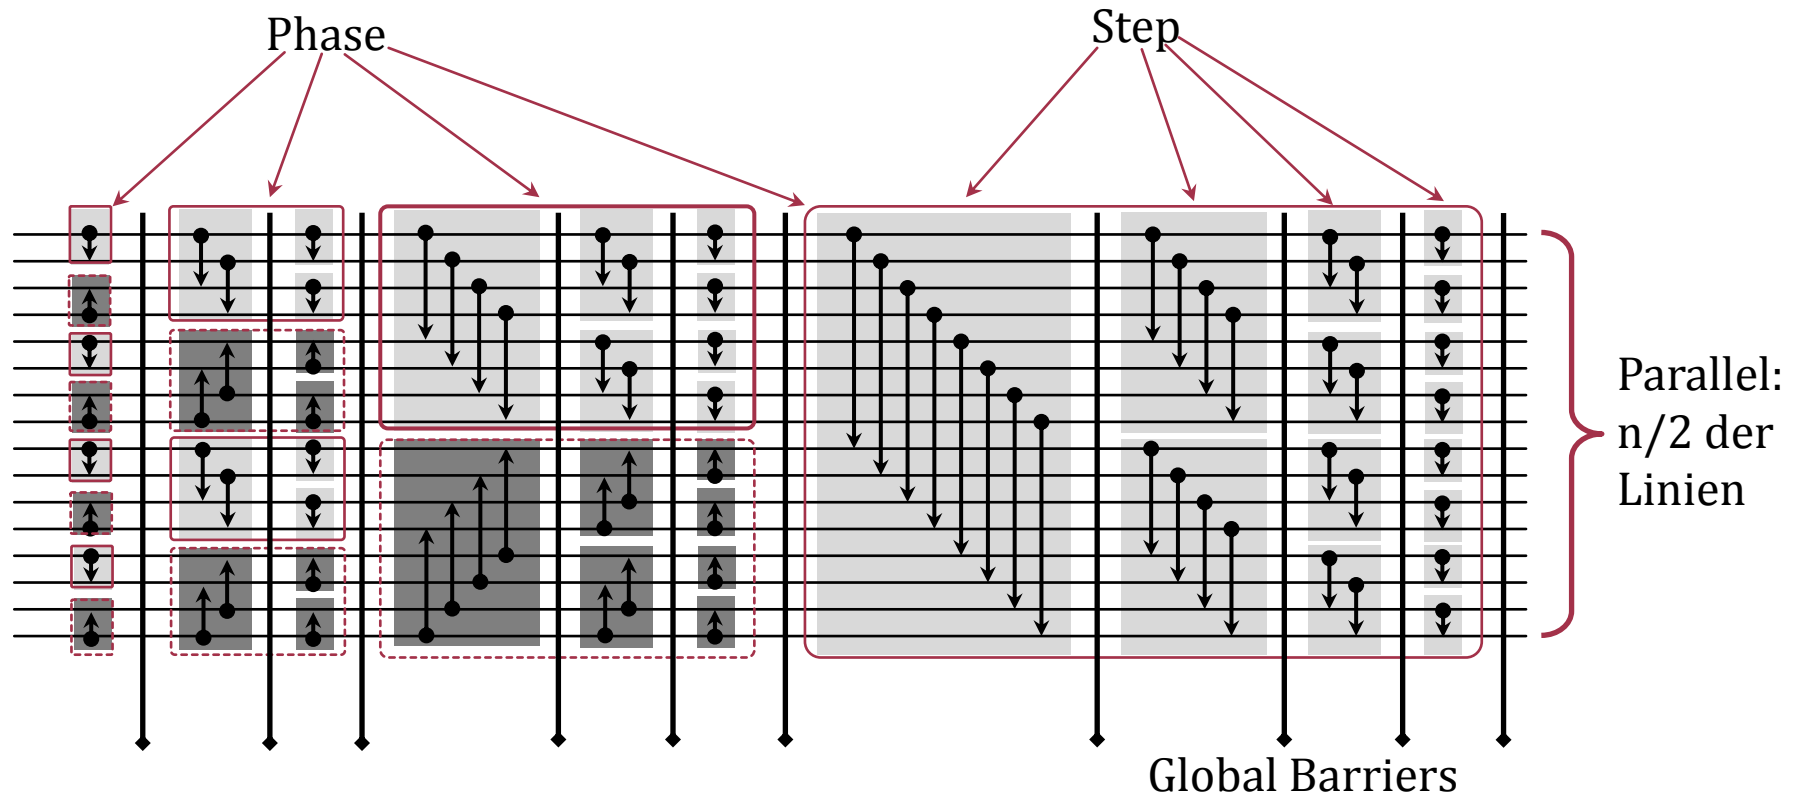 Phase
Step
Parallel:
n/2 der
Linien
Global Barriers